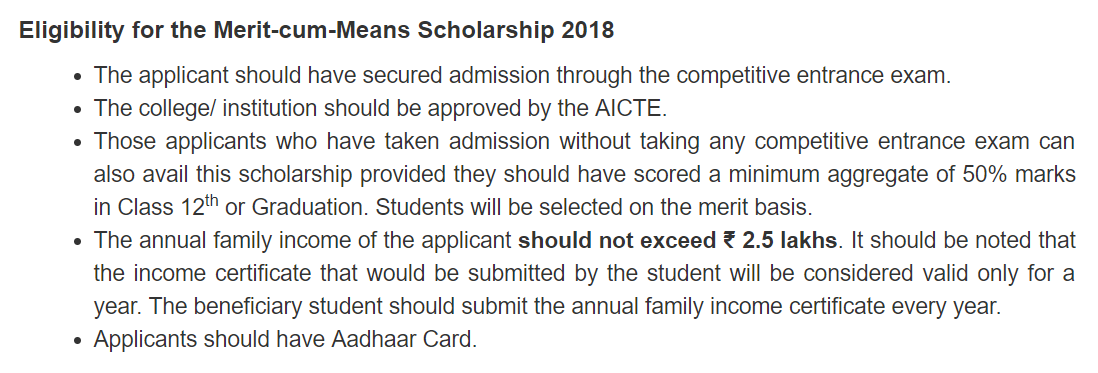 Eligibility for the Merit-cum-Means Scholarship 2018
• The applicant should have secured admission through the competitive entrance exam.
• The college/ institution should be approved by the AICTE.
• Those applicants who have taken admission without taking any competitive entrance exam can
also avail this scholarship provided they should have scored a minimum aggregate of 50% marks
in Class 12th or Graduation. Students will be selected on the merit basis.
• The annual family income of the applicant should not exceed ₹ 2.5 lakhs. It should be noted that
the income certificate that would be submitted by the student will be considered valid only for a
year. The beneficiary student should submit the annual family income certificate every year.
• Applicants should have Aadhaar Card.